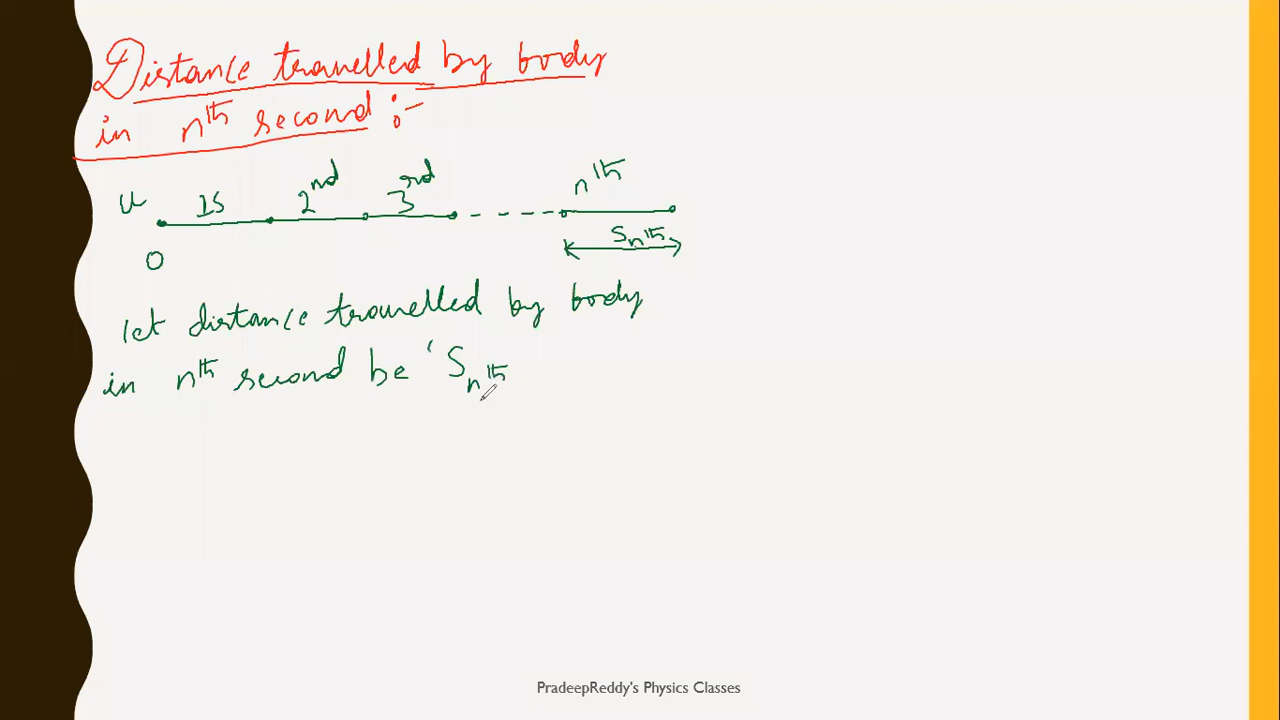 Distance travelled by body
in nth second :-
u 1s 2nd 3rd nth
Snth
0
let distance travelled by body
in nth second be 'Snth
PradeepReddy's Physics Classes